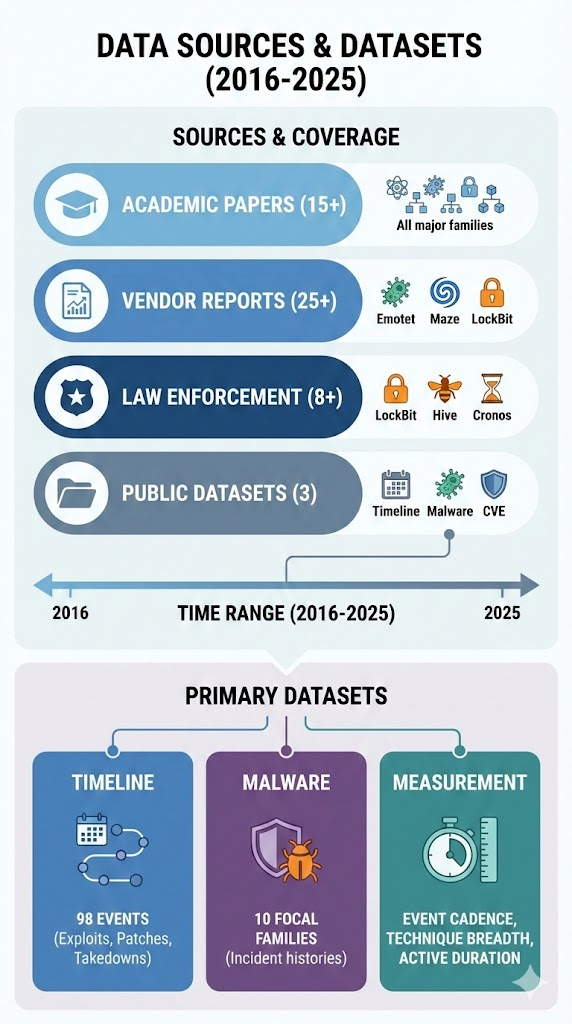 DATA SOURCES & DATASETS
(2016-2025)
SOURCES & COVERAGE
ACADEMIC PAPERS (15+)
All major families
VENDOR REPORTS (25+)
Emotet Maze LockBit
LAW ENFORCEMENT (8+)
LockBit Hive Cronos
PUBLIC DATASETS (3)
Timeline Malware CVE
2016 TIME RANGE (2016-2025) 2025
PRIMARY DATASETS
TIMELINE
98 EVENTS
(Exploits, Patches,
Takedowns)
MALWARE
10 FOCAL
FAMILIES
(Incident histories)
MEASUREMENT
EVENT CADENCE,
TECHNIQUE BREADTH,
ACTIVE DURATION